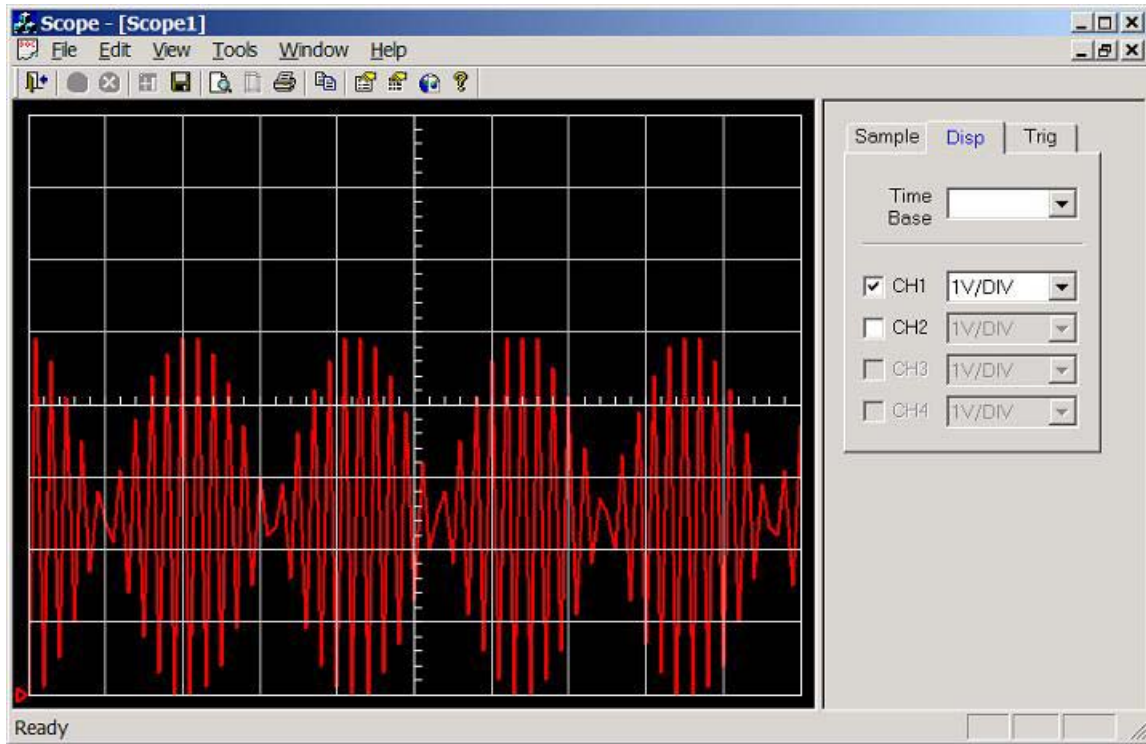 Scope - [Scope1]
File Edit View Tools Window Help
Sample Disp Trig
Time
Base
CH1 1V/DIV
CH2 1V/DIV
CH3 1V/DIV
CH4 1V/DIV
Ready